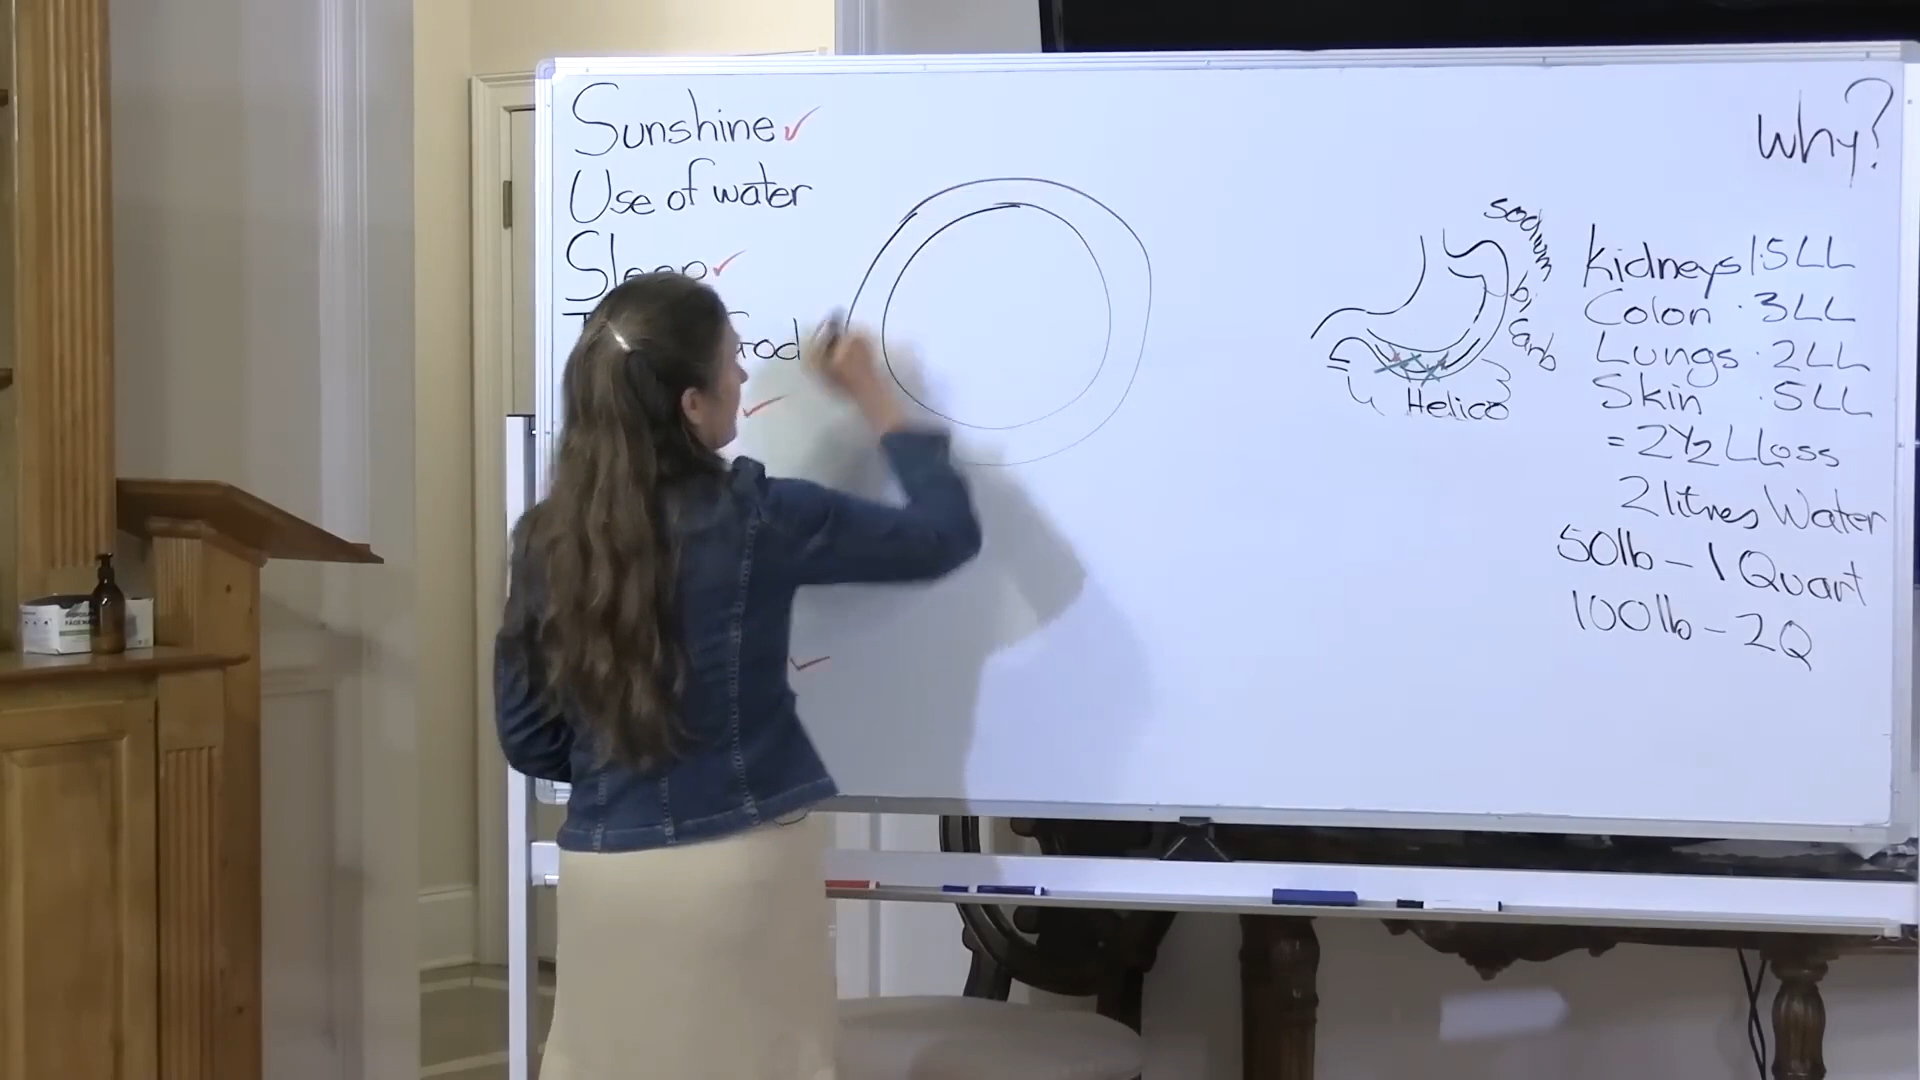 Sunshine ✓
Use of water
Sleep ✓
God
✓
✓
Why?
Sodium
bi
Carb
Helico
Kidneys 1.5LL
Colon .3LL
Lungs .2LL
Skin .5LL
= 2½ L Loss
2 litres Water
50lb – 1 Quart
100lb – 2Q